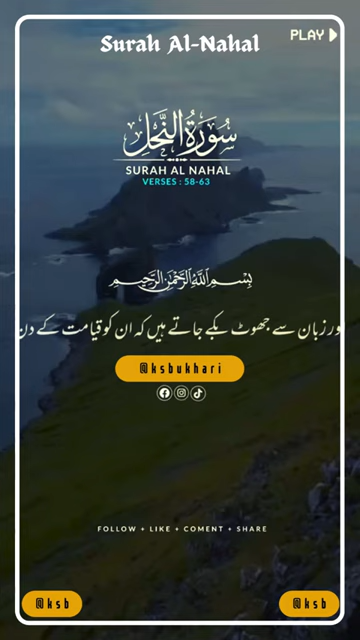 Surah Al-Nahal
PLAY
سُورَةُ النَّحْلِ
SURAH AL NAHAL
VERSES : 58-63
بِسْمِ اللَّهِ الرَّحْمَٰنِ الرَّحِيمِ
ور زبان سے جھوٹ بکے جاتے ہیں کہ ان کو قیامت کے دن
@ksbukhari
FOLLOW + LIKE + COMENT + SHARE
@ksb
@ksb